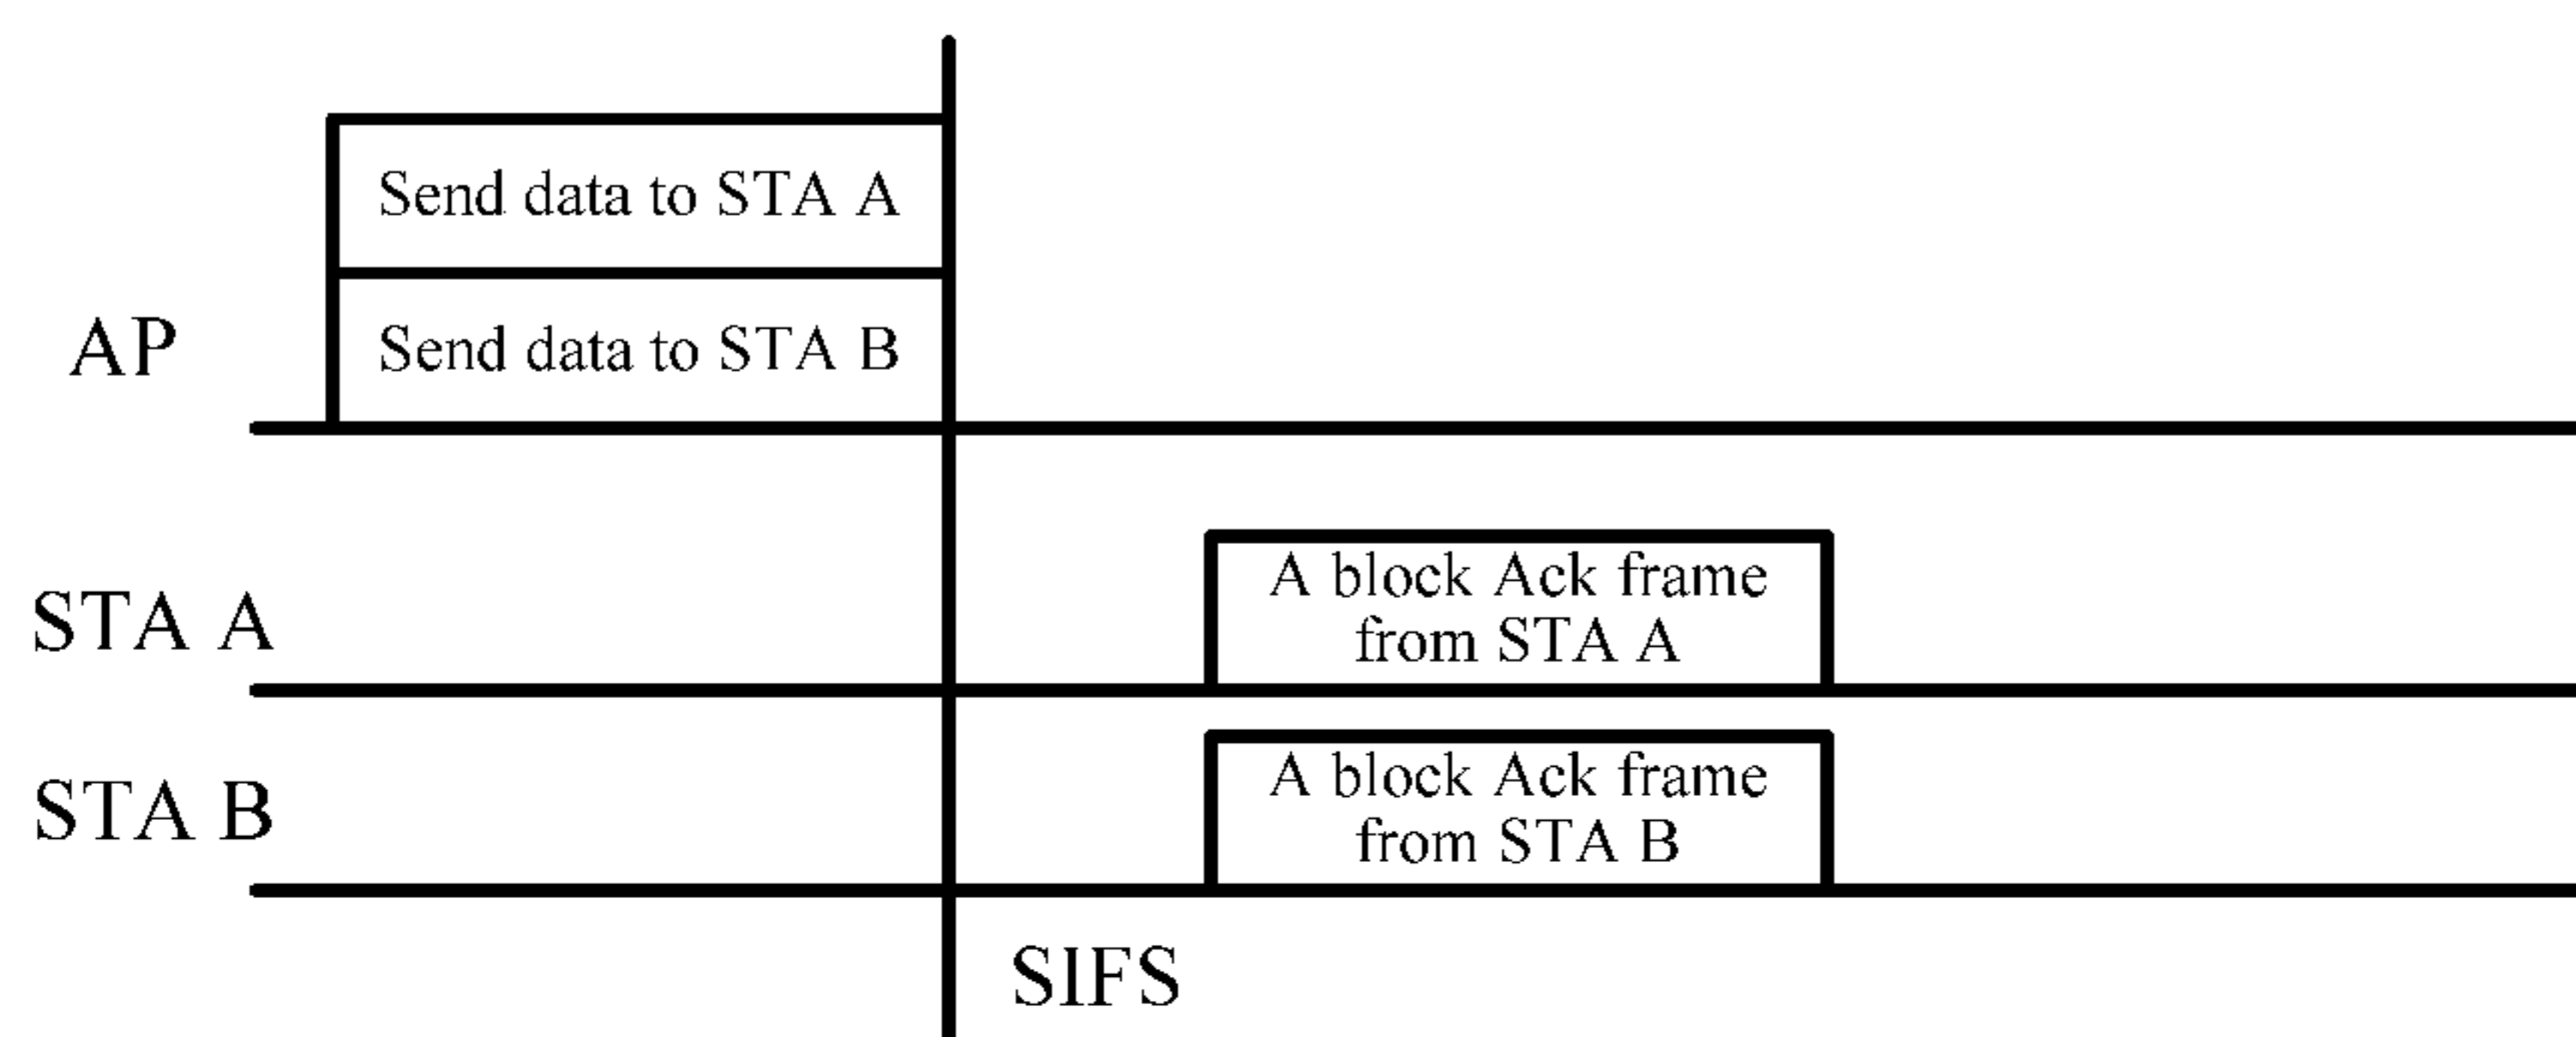 Send data to STA A
AP
Send data to STA B
STA A
A block Ack frame
from STA A
STA B
A block Ack frame
from STA B
SIFS